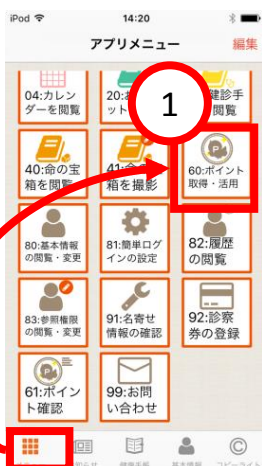 iPod 14:20
アプリメニュー 編集
04:カレン
ダーを閲覧
20:お
ット
健診手
閲覧
1
40:命の宝
箱を閲覧
箱を撮影
60:ポイント
取得・活用
80:基本情報
の閲覧・変更
81:簡単ログ
インの設定
82:履歴
の閲覧
83:参照権限
の閲覧・変更
91:名寄せ
情報の確認
92:診察
券の登録
61:ポイン
ト確認
99:お問
い合わせ